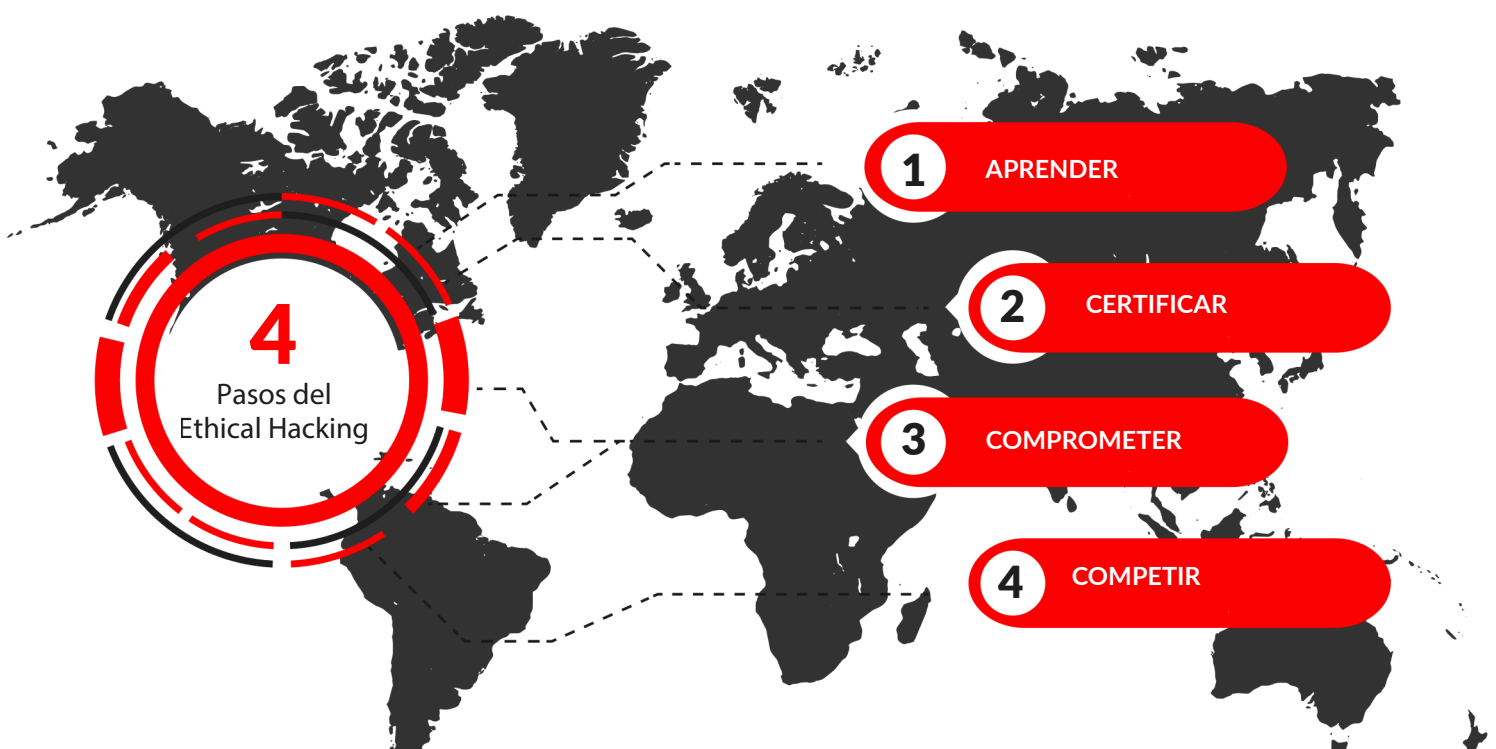 4
Pasos del
Ethical Hacking
1 APRENDER
2 CERTIFICAR
3 COMPROMETER
4 COMPETIR